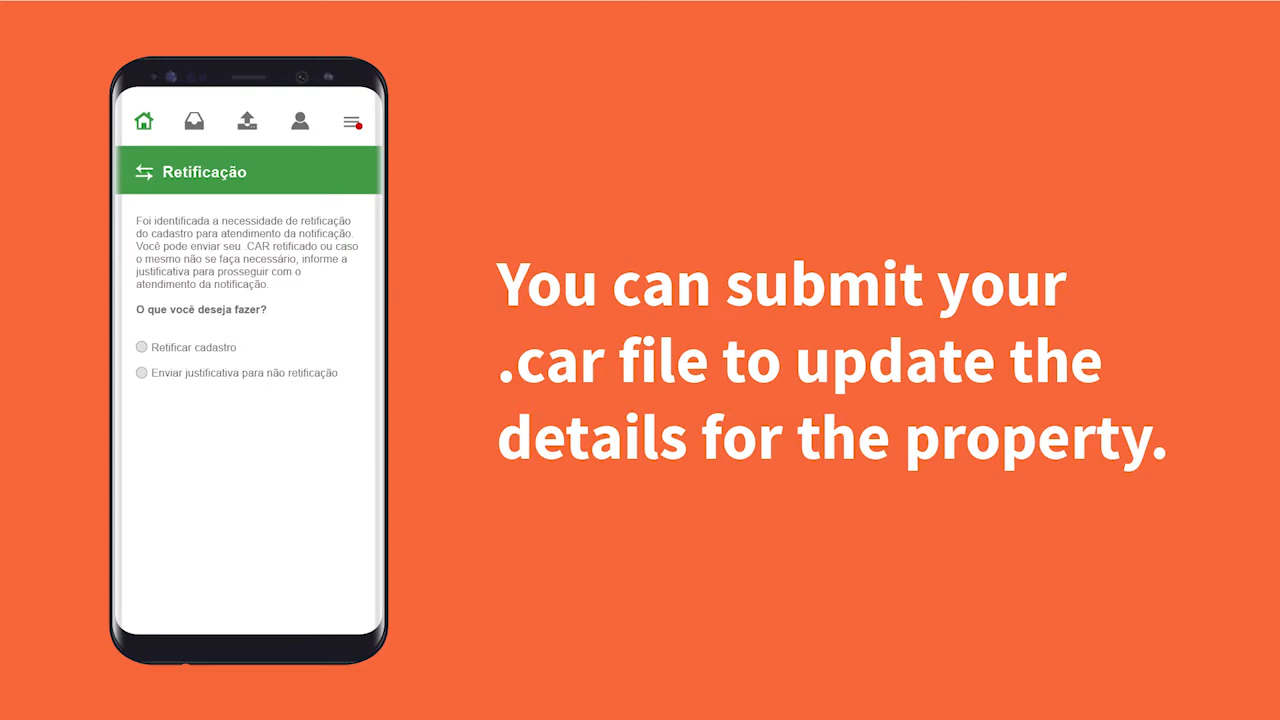 Retificação
Foi identificada a necessidade de retificação
do cadastro para atendimento da notificação.
Você pode enviar seu .CAR retificado ou caso
o mesmo não se faça necessário, informe a
justificativa para prosseguir com o
atendimento da notificação.
O que você deseja fazer?
Retificar cadastro
Enviar justificativa para não retificação
You can submit your
.car file to update the
details for the property.